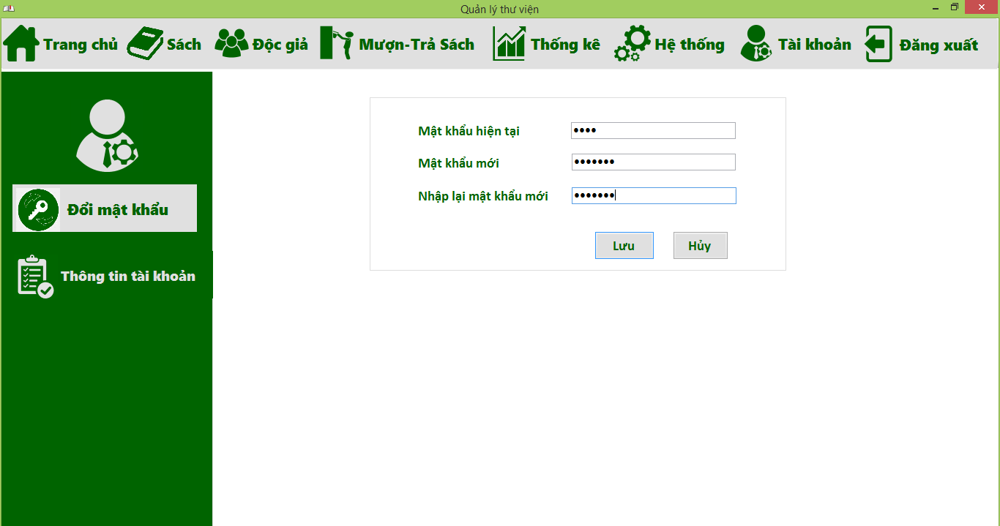 Quản lý thư viện
Trang chủ Sách Độc giả Mượn-Trả Sách Thống kê Hệ thống Tài khoản Đăng xuất
Mật khẩu hiện tại ••••
Mật khẩu mới •••••••
Nhập lại mật khẩu mới •••••••
Lưu Hủy
Đổi mật khẩu
Thông tin tài khoản